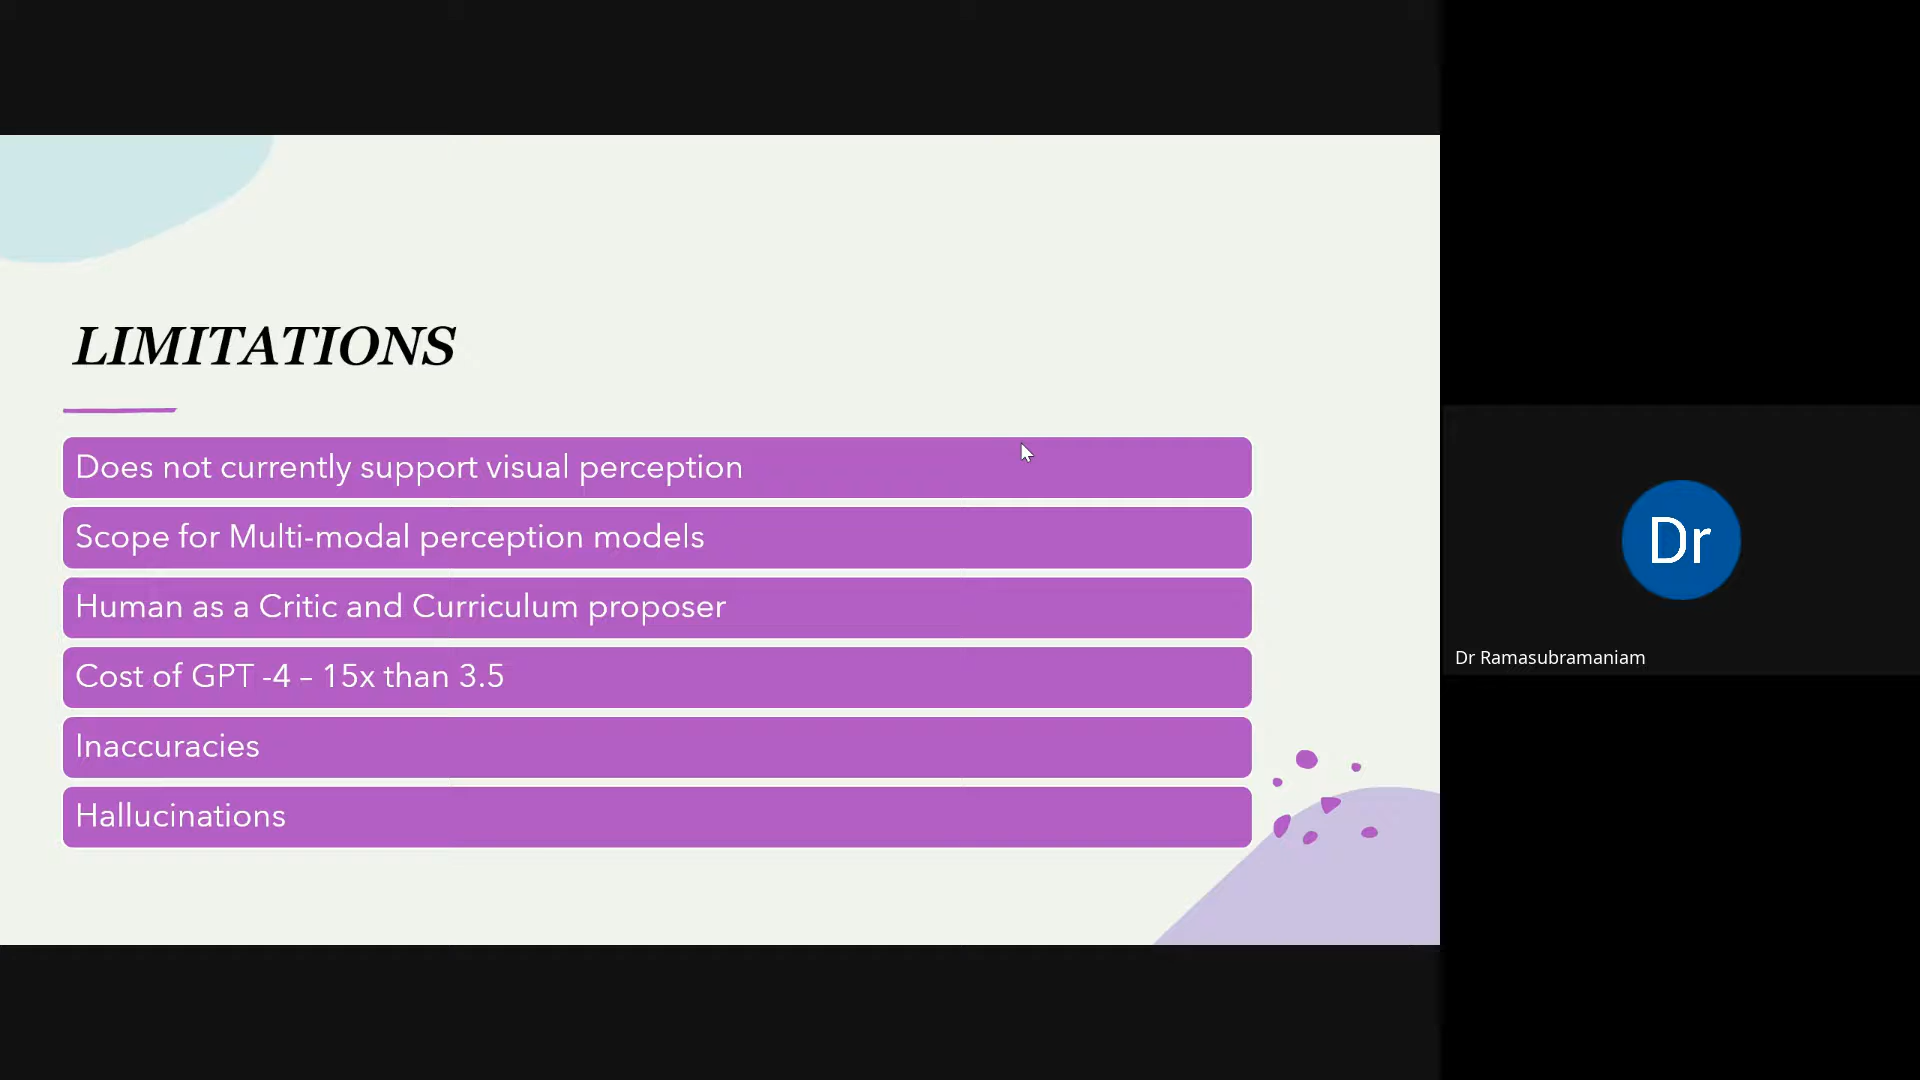 LIMITATIONS
Does not currently support visual perception
Scope for Multi-modal perception models
Human as a Critic and Curriculum proposer
Cost of GPT -4 – 15x than 3.5
Inaccuracies
Hallucinations
Dr
Dr Ramasubramaniam